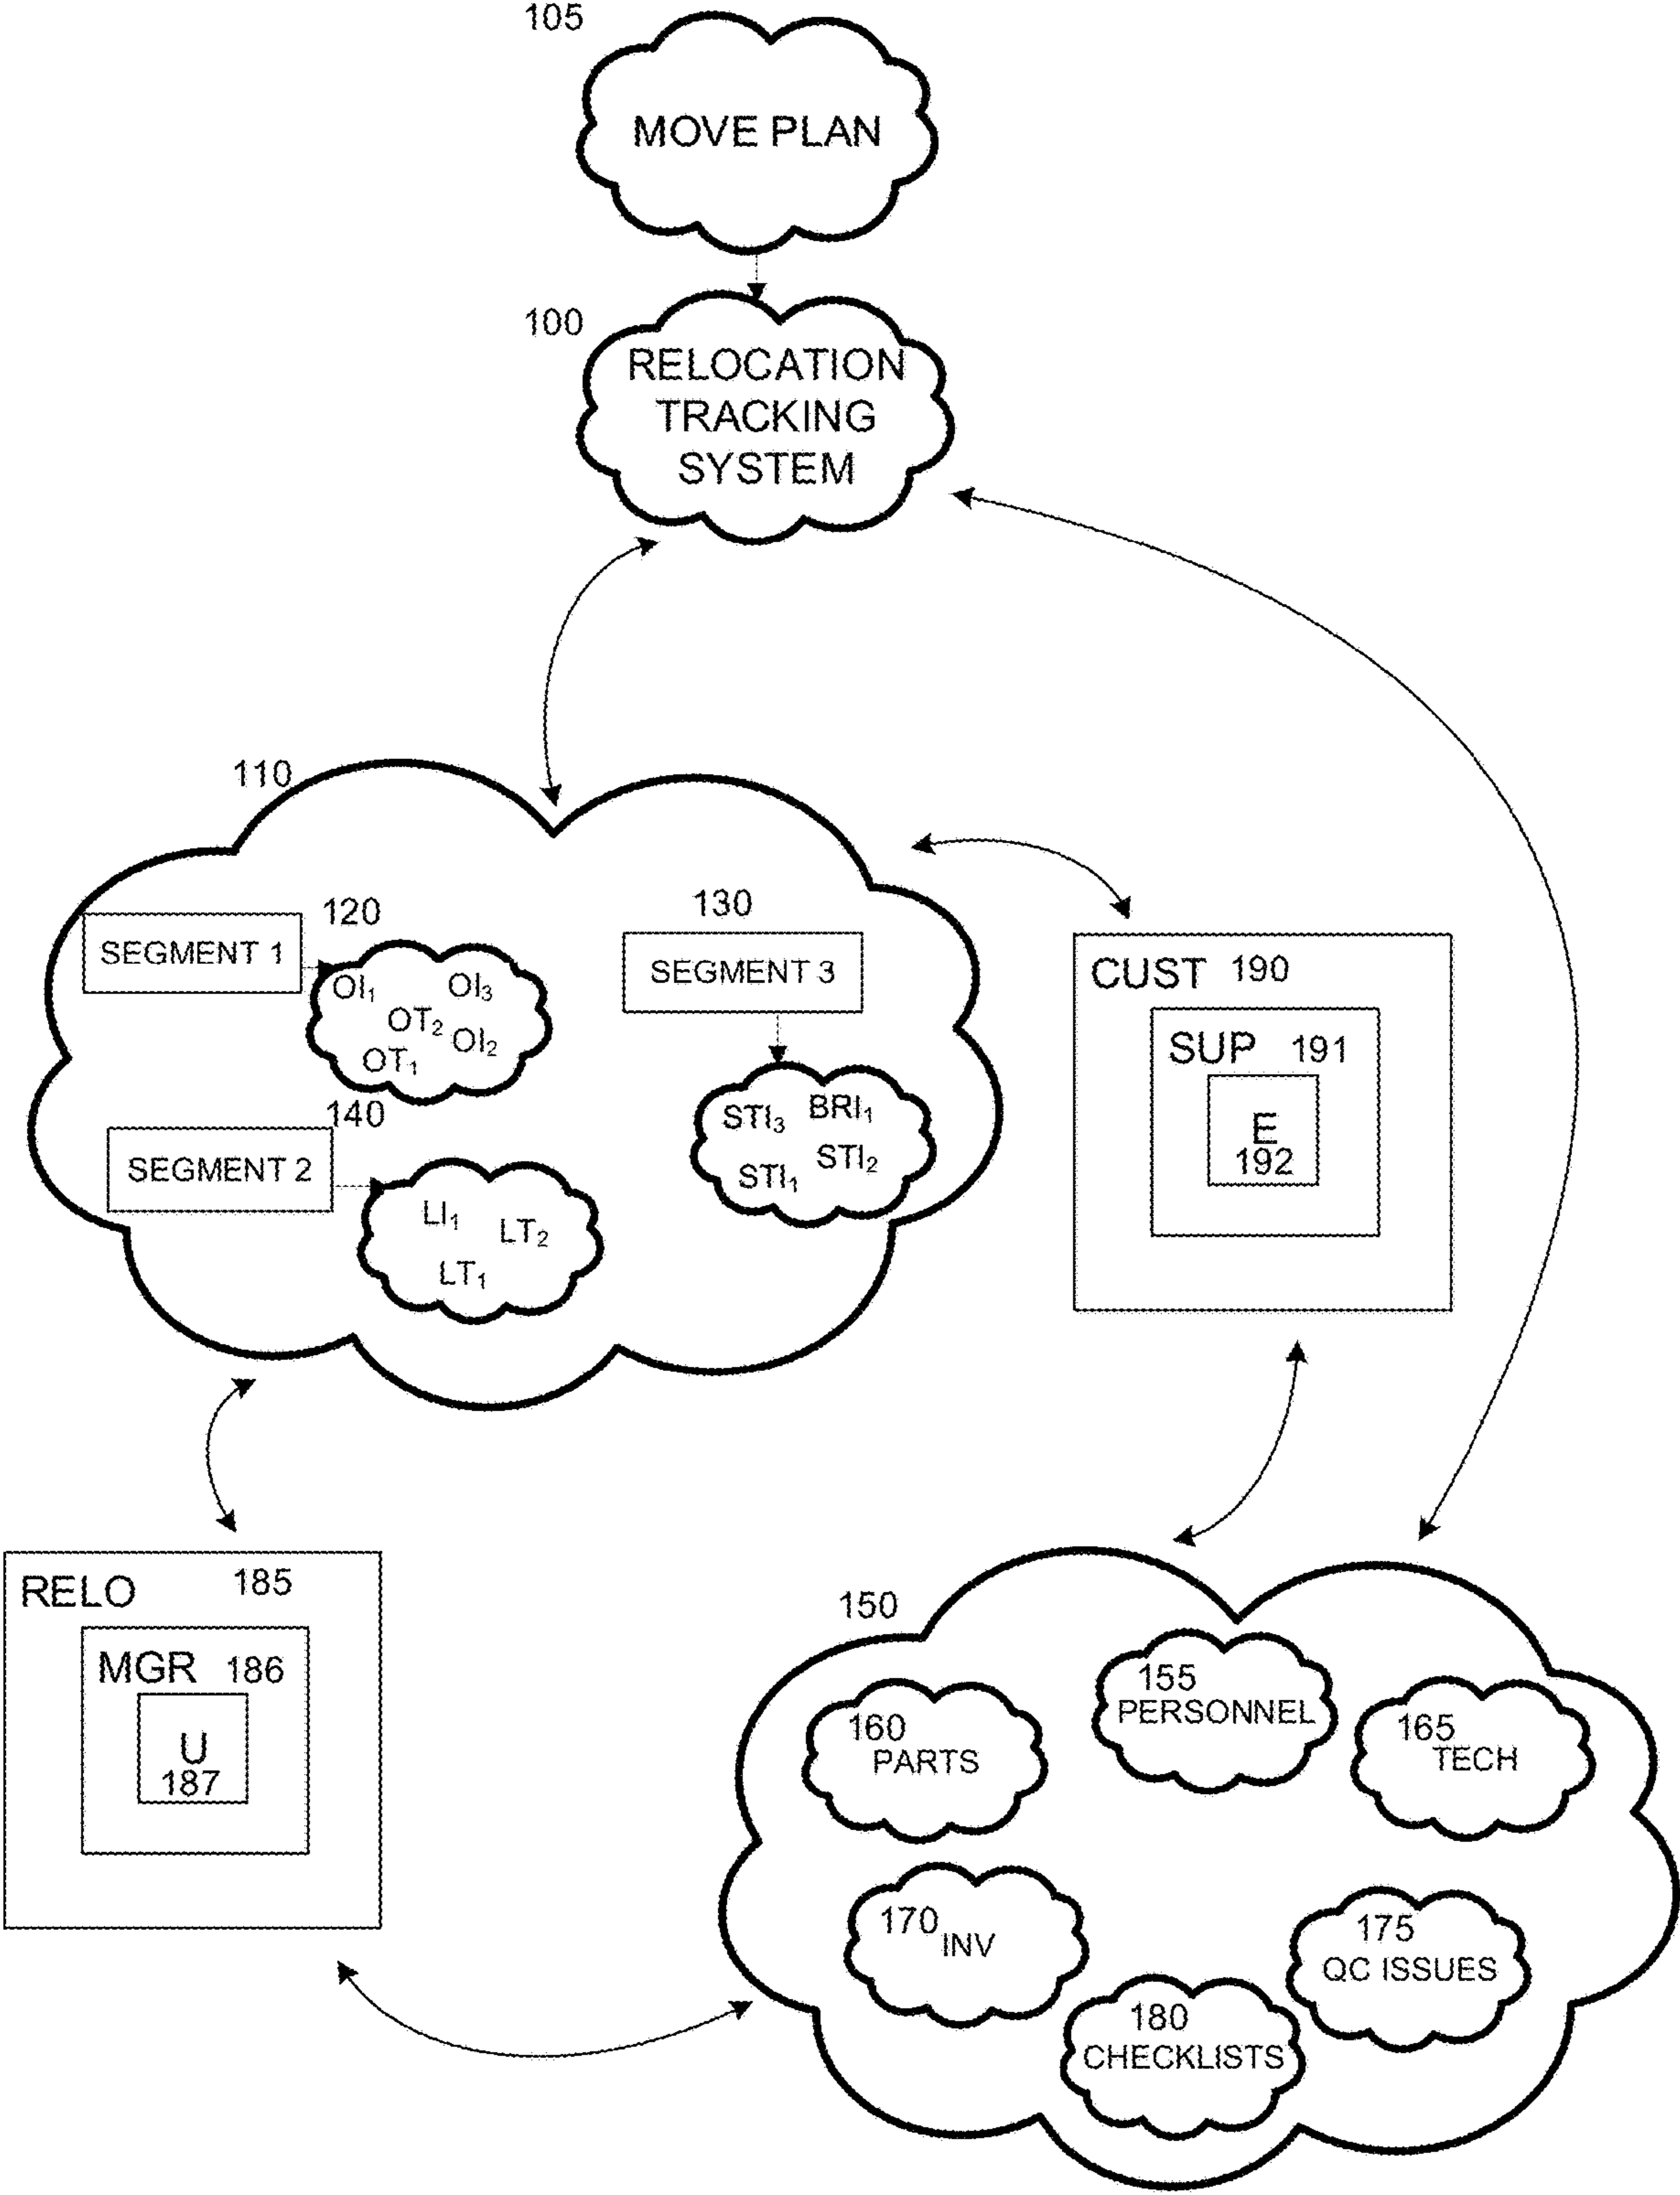 105
MOVE PLAN
100
RELOCATION
TRACKING
SYSTEM
110
120
SEGMENT 1
OI₁
OI₃
OT₂
OI₂
OT₁
130
SEGMENT 3
STI₃
BRI₁
STI₂
STI₁
140
SEGMENT 2
LI₁
LT₂
LT₁
CUST 190
SUP 191
E
192
RELO 185
MGR 186
U
187
150
155
PERSONNEL
160
PARTS
165
TECH
170
INV
175
QC ISSUES
180
CHECKLISTS